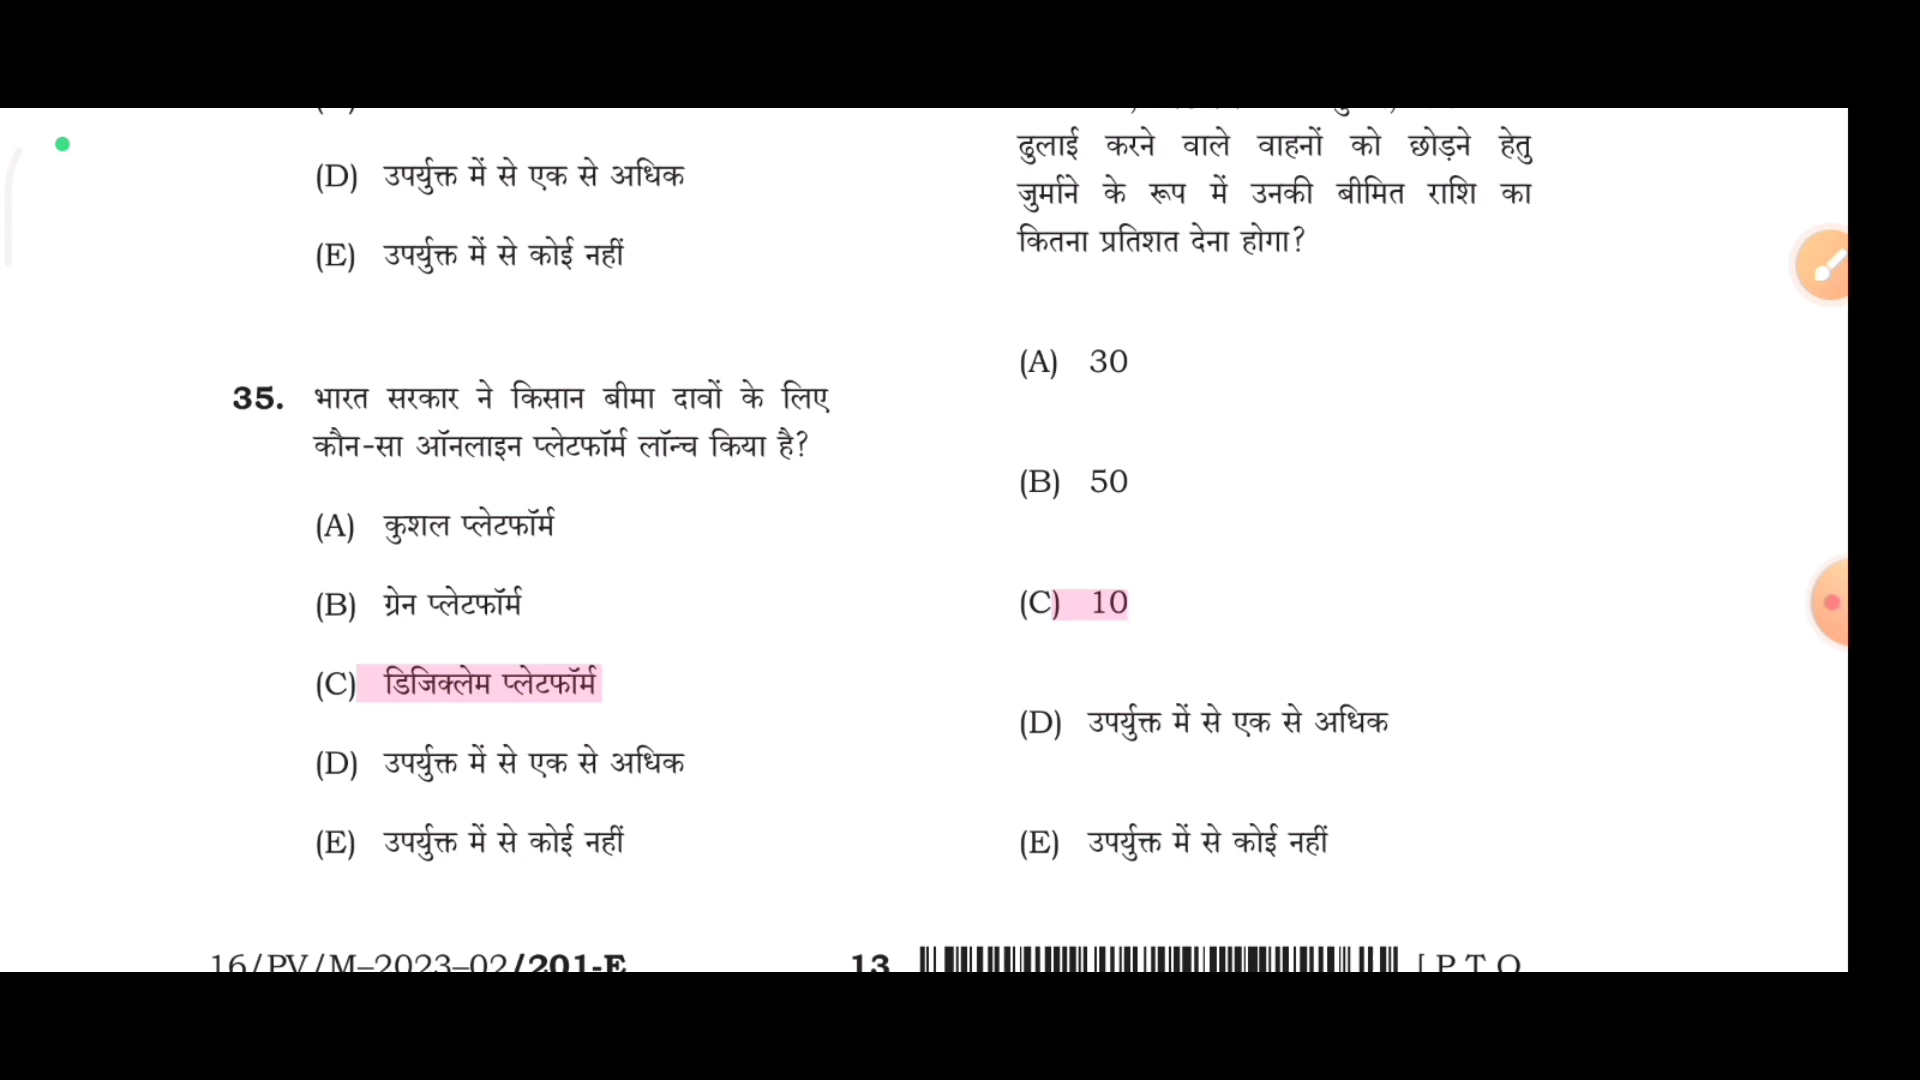 (D) उपर्युक्त में से एक से अधिक
(E) उपर्युक्त में से कोई नहीं
35. भारत सरकार ने किसान बीमा दावों के लिए
कौन-सा ऑनलाइन प्लेटफॉर्म लॉन्च किया है?
(A) कुशल प्लेटफॉर्म
(B) ग्रेन प्लेटफॉर्म
(C) डिजिक्लेम प्लेटफॉर्म
(D) उपर्युक्त में से एक से अधिक
(E) उपर्युक्त में से कोई नहीं
ढुलाई करने वाले वाहनों को छोड़ने हेतु
जुर्माने के रूप में उनकी बीमित राशि का
कितना प्रतिशत देना होगा?
(A) 30
(B) 50
(C) 10
(D) उपर्युक्त में से एक से अधिक
(E) उपर्युक्त में से कोई नहीं
16/PV/M–2023–02/201-E 13 [ P T O